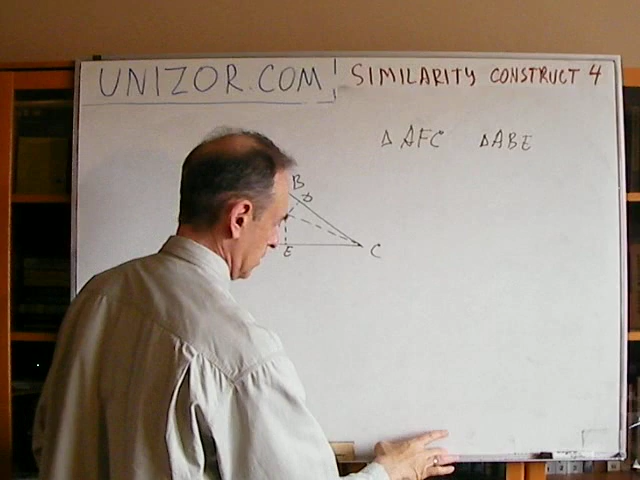 UNIZOR.COM
SIMILARITY CONSTRUCT 4
△ AFC △ABE
B
D
E
C